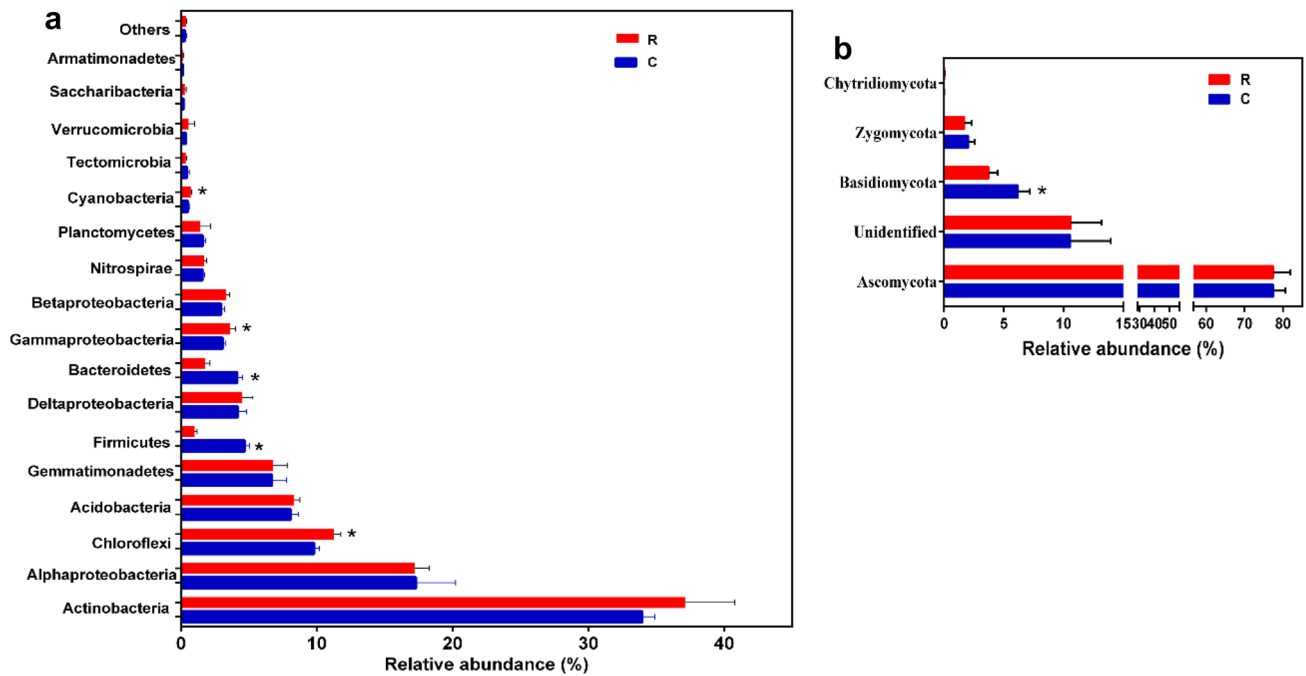 a
Others
Armatimonadetes
Saccharibacteria
Verrucomicrobia
Tectomicrobia
Cyanobacteria *
Planctomycetes
Nitrospirae
Betaproteobacteria
Gammaproteobacteria *
Bacteroidetes *
Deltaproteobacteria
Firmicutes *
Gemmatimonadetes
Acidobacteria
Chloroflexi *
Alphaproteobacteria
Actinobacteria
R
C
0 10 20 30 40
Relative abundance (%)
b
Chytridiomycota
Zygomycota
Basidiomycota *
Unidentified
Ascomycota
R
C
0 5 10 15 30 40 50 60 70 80
Relative abundance (%)